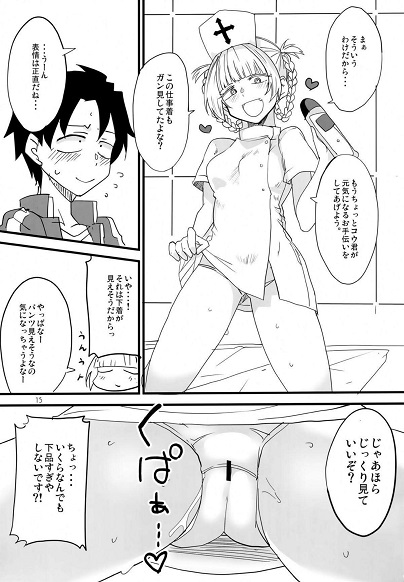 まぁ
そういう
わけだから・・
この仕事着も
ガン見してたよな?
もうちょっとコウ君が
元気になるお手伝いを
してあげよう。
・・・うーん
表情は正直だね
・・・
いや・・・・!
それは下着が
見えそうだからっ
うんうん
やっぱなー
パンツ見えそうなの
気になっちゃうよなー
15
じゃあほら
じっくり見て
いいぞ?
くぱぁ・・・♡
ちょっ・・・
いくらなんでも
下品すぎや
しないです?!